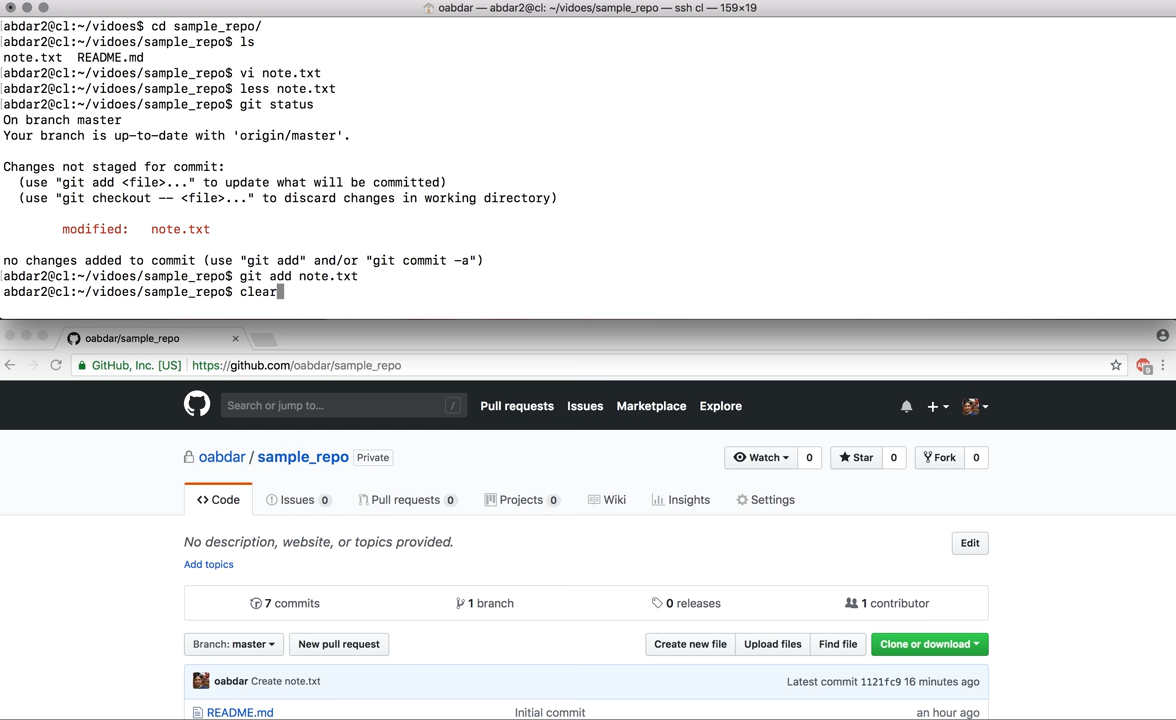 oabdar — abdar2@cl: ~/vidoes/sample_repo — ssh cl — 159×19
abdar2@cl:~/vidoes$ cd sample_repo/
abdar2@cl:~/vidoes/sample_repo$ ls
note.txt  README.md
abdar2@cl:~/vidoes/sample_repo$ vi note.txt
abdar2@cl:~/vidoes/sample_repo$ less note.txt
abdar2@cl:~/vidoes/sample_repo$ git status
On branch master
Your branch is up-to-date with 'origin/master'.
Changes not staged for commit:
  (use "git add <file>..." to update what will be committed)
  (use "git checkout -- <file>..." to discard changes in working directory)
        modified:   note.txt
no changes added to commit (use "git add" and/or "git commit -a")
abdar2@cl:~/vidoes/sample_repo$ git add note.txt
abdar2@cl:~/vidoes/sample_repo$ clear
oabdar/sample_repo
GitHub, Inc. [US] https://github.com/oabdar/sample_repo
9
Search or jump to... / Pull requests Issues Marketplace Explore
oabdar / sample_repo Private Watch 0 Star 0 Fork 0
Code Issues 0 Pull requests 0 Projects 0 Wiki Insights Settings
No description, website, or topics provided. Edit
Add topics
7 commits 1 branch 0 releases 1 contributor
Branch: master New pull request Create new file Upload files Find file Clone or download
oabdar Create note.txt Latest commit 1121fc9 16 minutes ago
README.md Initial commit an hour ago